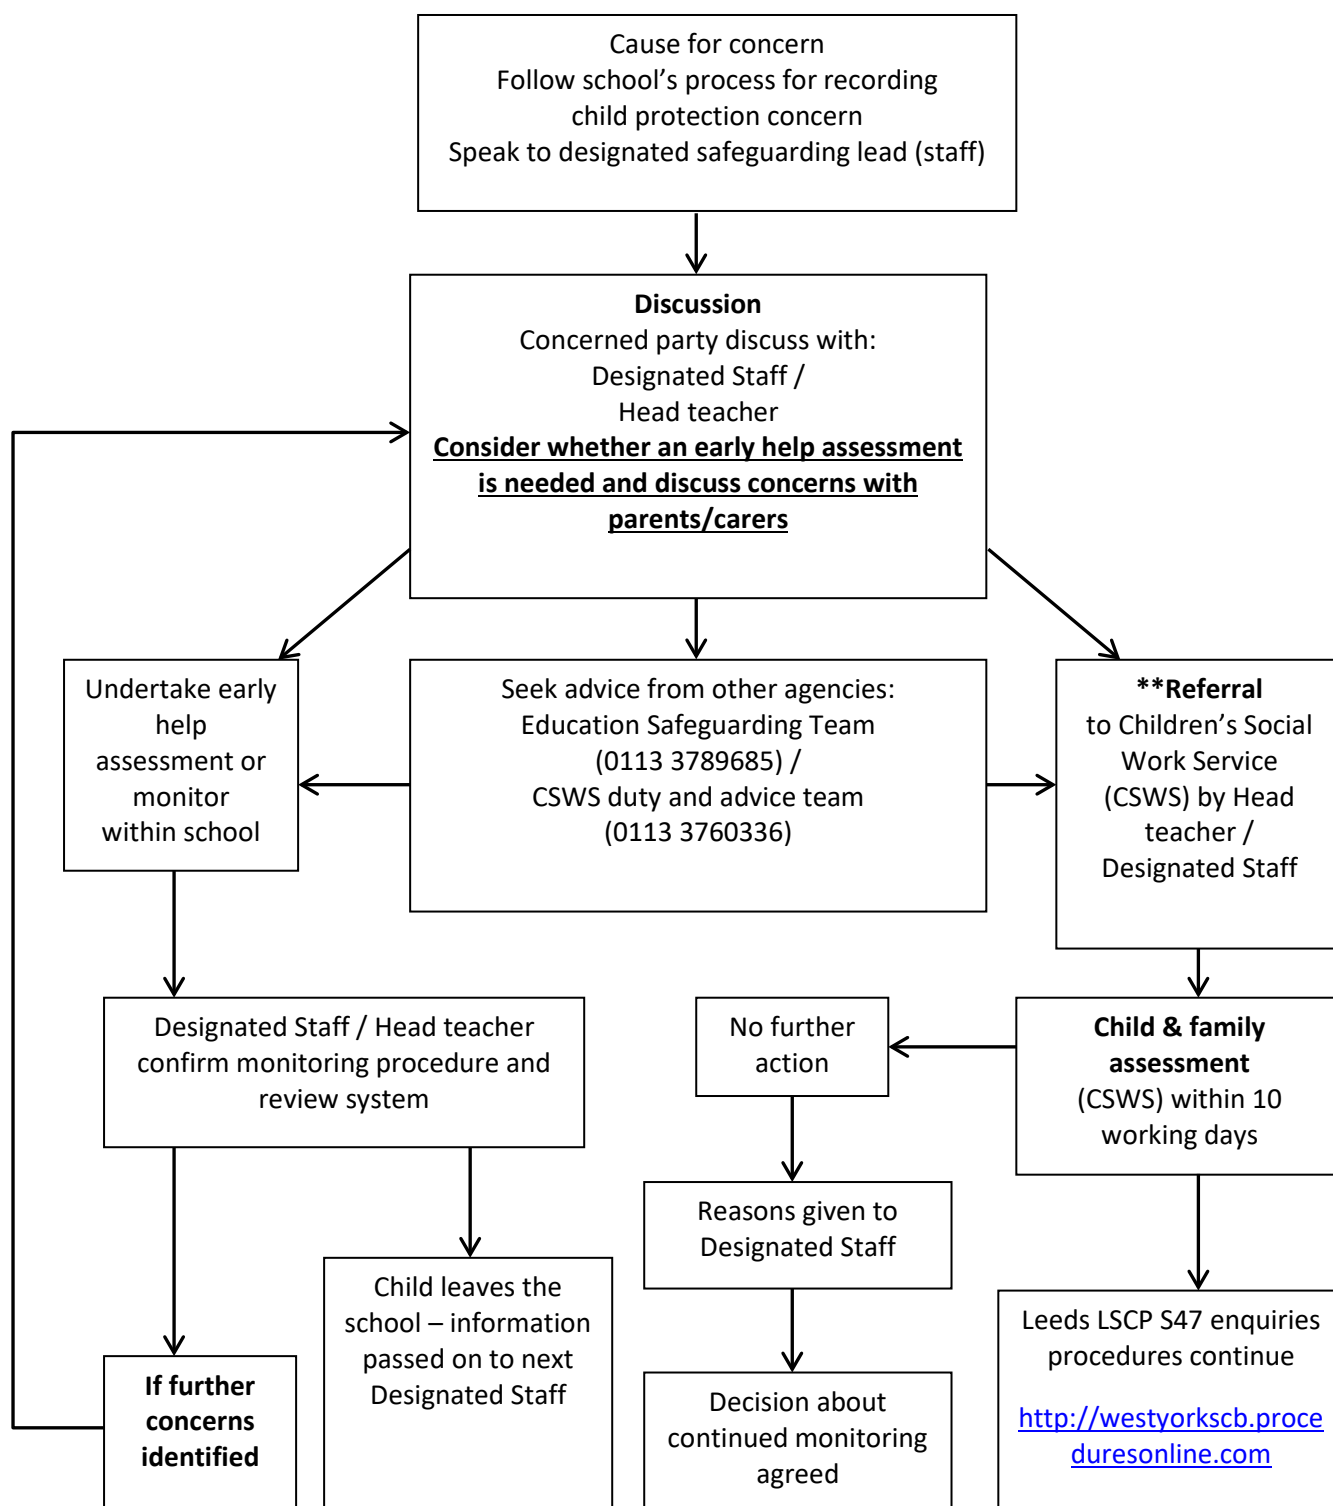 Cause for concern
Follow school’s process for recording
child protection concern
Speak to designated safeguarding lead (staff)
Discussion
Concerned party discuss with:
Designated Staff /
Head teacher
Consider whether an early help assessment
is needed and discuss concerns with
parents/carers
Undertake early
help
assessment or
monitor
within school
Seek advice from other agencies:
Education Safeguarding Team
(0113 3789685) /
CSWS duty and advice team
(0113 3760336)
**Referral
to Children’s Social
Work Service
(CSWS) by Head
teacher /
Designated Staff
Designated Staff / Head teacher
confirm monitoring procedure and
review system
No further
action
Child & family
assessment
(CSWS) within 10
working days
Reasons given to
Designated Staff
If further
concerns
identified
Child leaves the
school – information
passed on to next
Designated Staff
Decision about
continued monitoring
agreed
Leeds LSCP S47 enquiries
procedures continue
http://westyorkscb.proce
duresonline.com